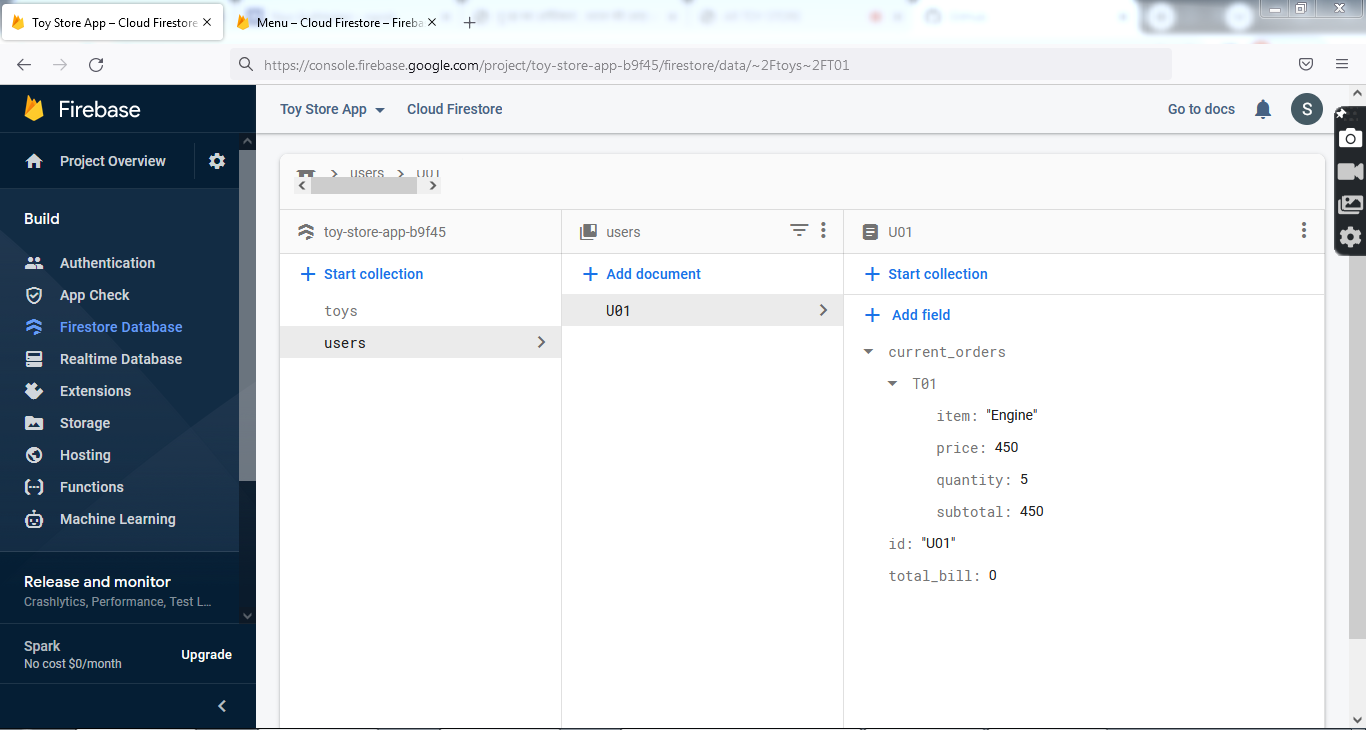 Toy Store App – Cloud Firestore
Menu – Cloud Firestore – Fireba
https://console.firebase.google.com/project/toy-store-app-b9f45/firestore/data/~2Ftoys~2FT01
Firebase
Toy Store App
Cloud Firestore
Go to docs
S
Project Overview
users
U01
Build
toy-store-app-b9f45
users
U01
Authentication
Start collection
Add document
Start collection
App Check
toys
U01
Add field
Firestore Database
users
current_orders
Realtime Database
T01
Extensions
item: "Engine"
Storage
price: 450
Hosting
quantity: 5
Functions
subtotal: 450
Machine Learning
id: "U01"
total_bill: 0
Release and monitor
Crashlytics, Performance, Test L...
Spark
No cost $0/month
Upgrade